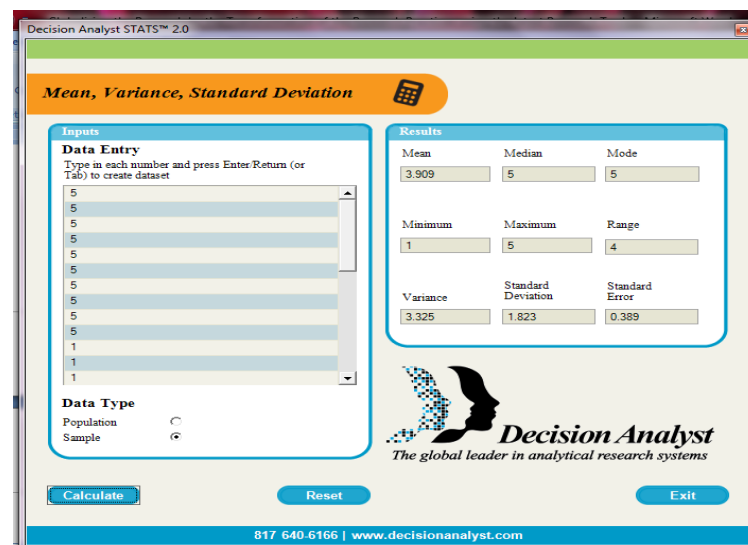 Decision Analyst STATS™ 2.0
Mean, Variance, Standard Deviation
Inputs
Data Entry
Type in each number and press Enter/Return (or
Tab) to create dataset
5
5
5
5
5
5
5
5
5
5
1
1
1
Data Type
Population
Sample
Results
Mean Median Mode
3.909 5 5
Minimum Maximum Range
1 5 4
Variance Standard Deviation Standard Error
3.325 1.823 0.389
Decision Analyst
The global leader in analytical research systems
Calculate Reset Exit
817 640-6166 | www.decisionanalyst.com